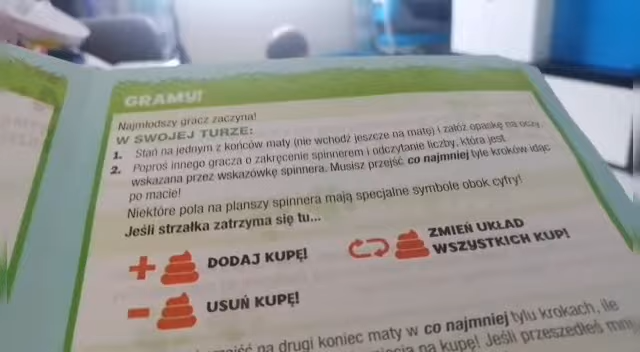 GRAMY!
Najmłodszy gracz zaczyna!
W SWOJEJ TURZE:
1. Stań na jednym z końców maty (nie wchodź jeszcze na matę) i załóż opaskę na oczy.
2. Poproś innego gracza o zakręcenie spinnerem i odczytanie liczby, która jest
wskazana przez wskazówkę spinnera. Musisz przejść co najmniej tyle kroków idąc
po macie!
Niektóre pola na planszy spinnera mają specjalne symbole obok cyfry!
Jeśli strzałka zatrzyma się tu...
+ DODAJ KUPĘ!
ZMIEŃ UKŁAD
WSZYSTKICH KUP!
- USUŃ KUPĘ!
na drugi koniec maty w co najmniej tylu krokach, ile
na kupę! Jeśli przeszedłeś